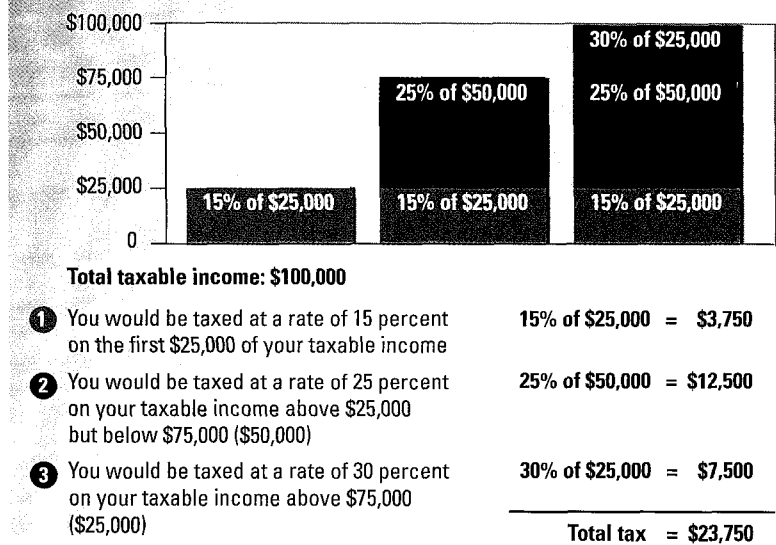 $100,000
30% of $25,000
$75,000
25% of $50,000
25% of $50,000
$50,000
$25,000
15% of $25,000
15% of $25,000
15% of $25,000
0
Total taxable income: $100,000
1 You would be taxed at a rate of 15 percent
on the first $25,000 of your taxable income
15% of $25,000 = $3,750
2 You would be taxed at a rate of 25 percent
on your taxable income above $25,000
but below $75,000 ($50,000)
25% of $50,000 = $12,500
3 You would be taxed at a rate of 30 percent
on your taxable income above $75,000
($25,000)
30% of $25,000 = $7,500
Total tax = $23,750